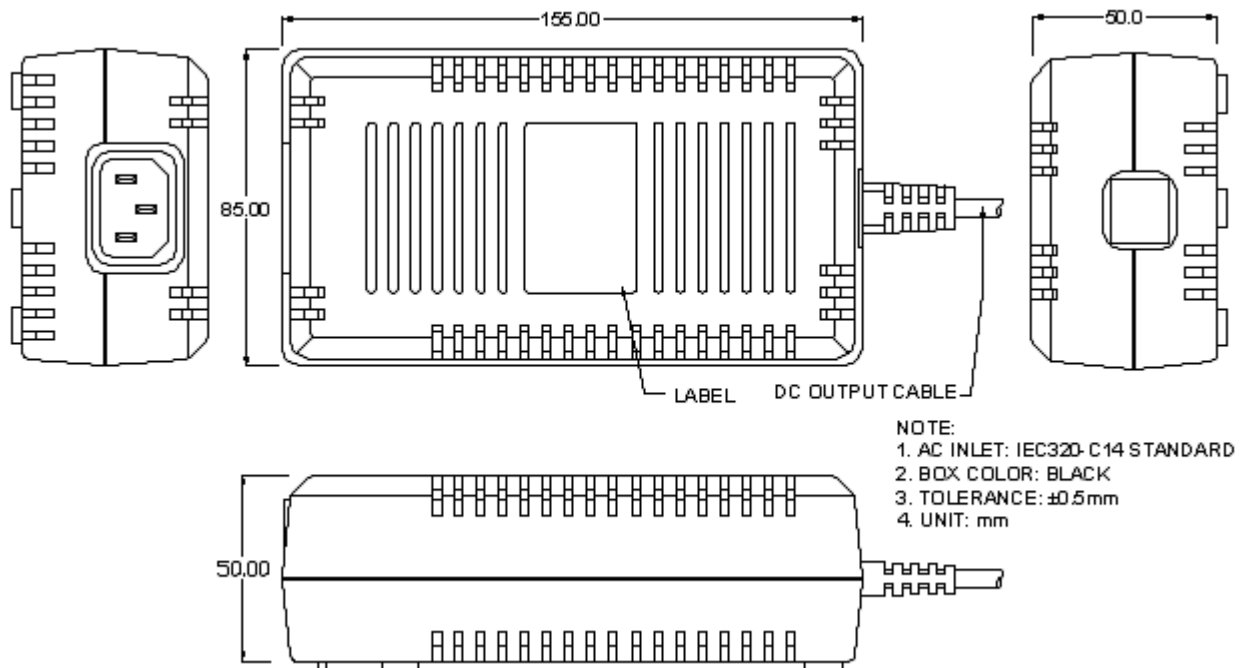 155.00
50.0
85.00
LABEL
DC OUTPUT CABLE
NOTE:
1. AC INLET: IEC320-C14 STANDARD
2. BOX COLOR: BLACK
3. TOLERANCE: ±0.5mm
4. UNIT: mm
50.00